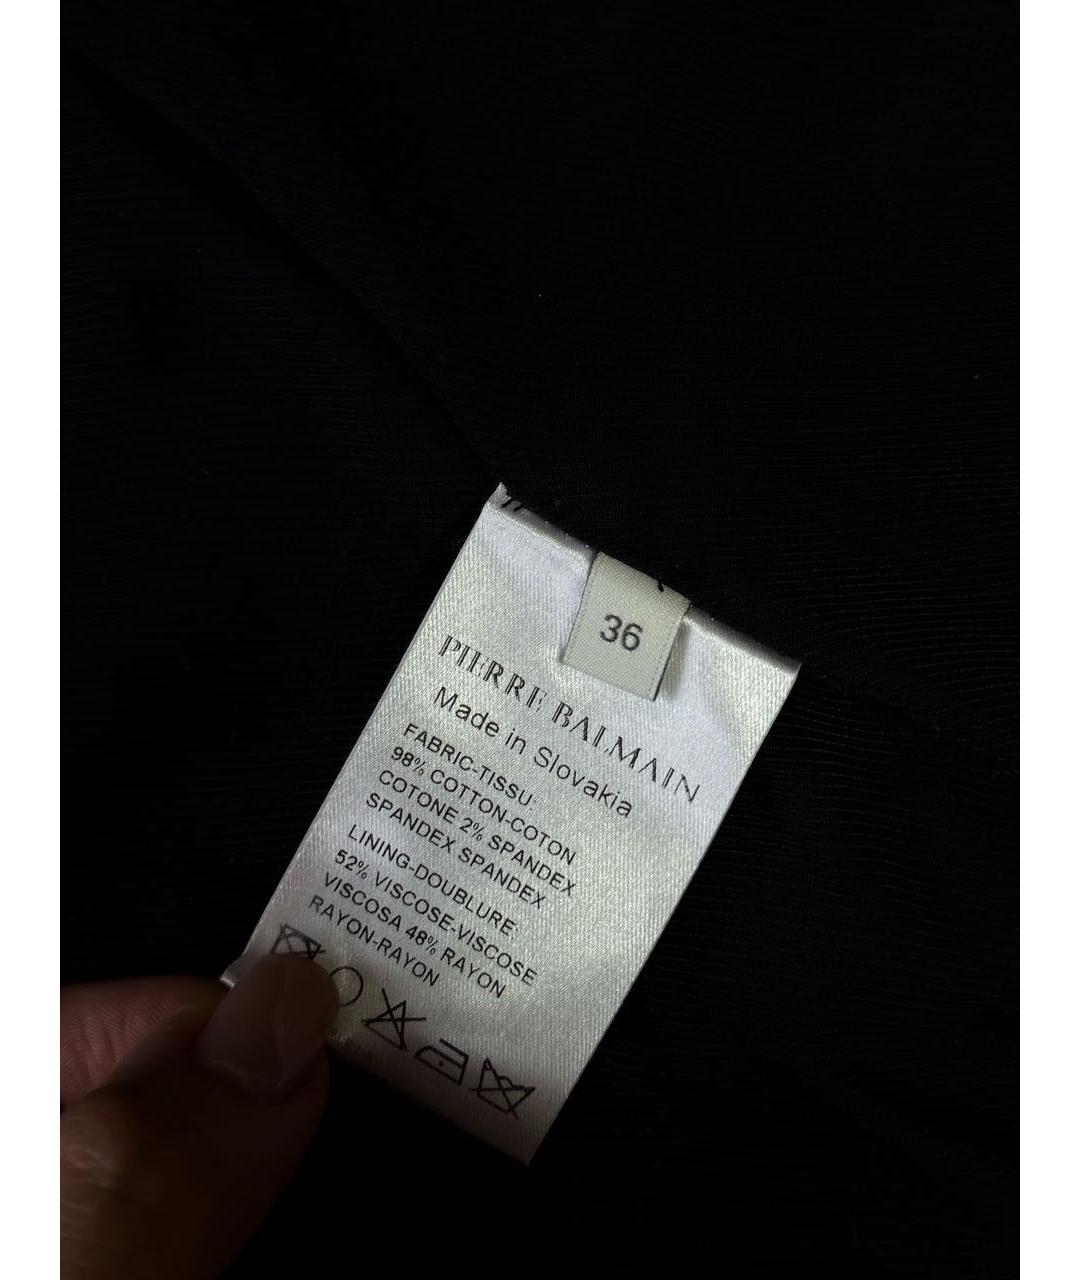 36
PIERRE BALMAIN
Made in Slovakia
FABRIC-TISSU:
98% COTTON-COTON
COTONE 2% SPANDEX
SPANDEX SPANDEX
LINING-DOUBLURE:
52% VISCOSE-VISCOSE
VISCOSA 48% RAYON
RAYON-RAYON